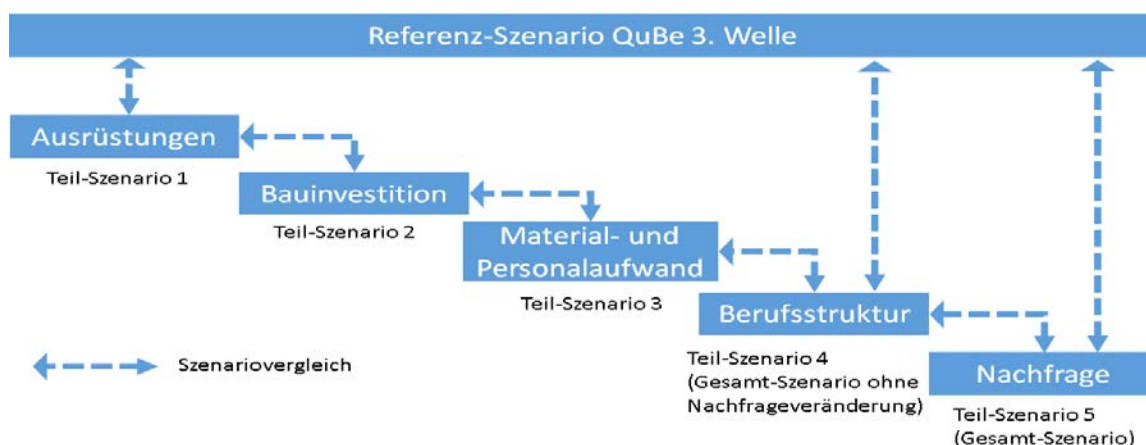 Referenz-Szenario QuBe 3. Welle
Ausrüstungen
Teil-Szenario 1
Bauinvestition
Teil-Szenario 2
Material- und
Personalaufwand
Teil-Szenario 3
Berufsstruktur
Teil-Szenario 4
(Gesamt-Szenario ohne
Nachfrageveränderung)
Nachfrage
Teil-Szenario 5
(Gesamt-Szenario)
Szenariovergleich